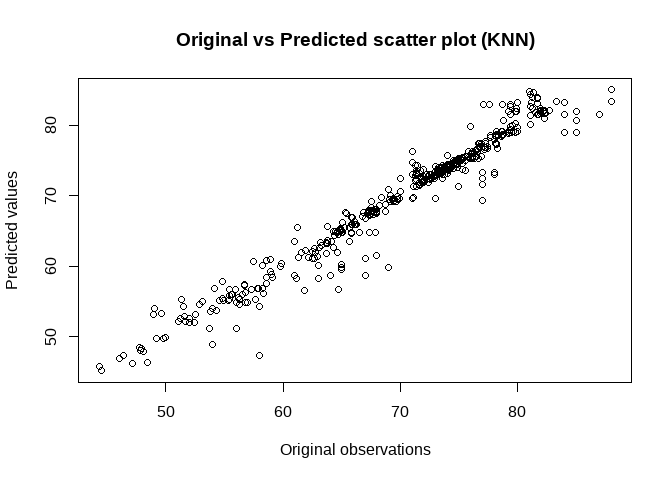 Original vs Predicted scatter plot (KNN)
Predicted values
80
70
60
50
50 60 70 80
Original observations